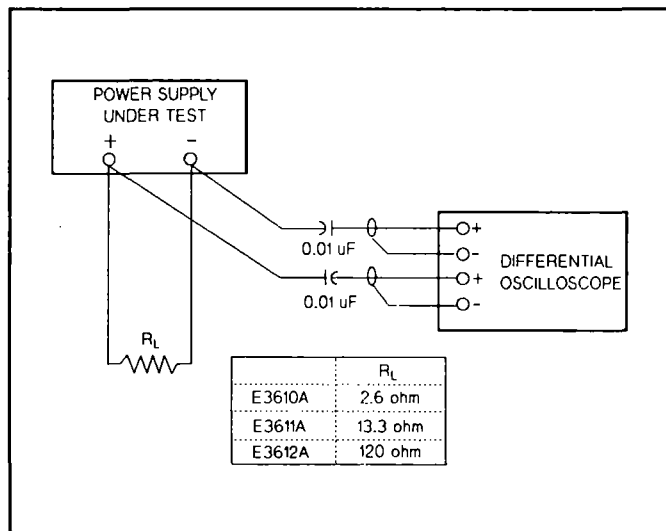 POWER SUPPLY
UNDER TEST
+ -
0.01 uF
0.01 uF
+
-
+
-
DIFFERENTIAL
OSCILLOSCOPE
RL
RL
E3610A 2.6 ohm
E3611A 13.3 ohm
E3612A 120 ohm